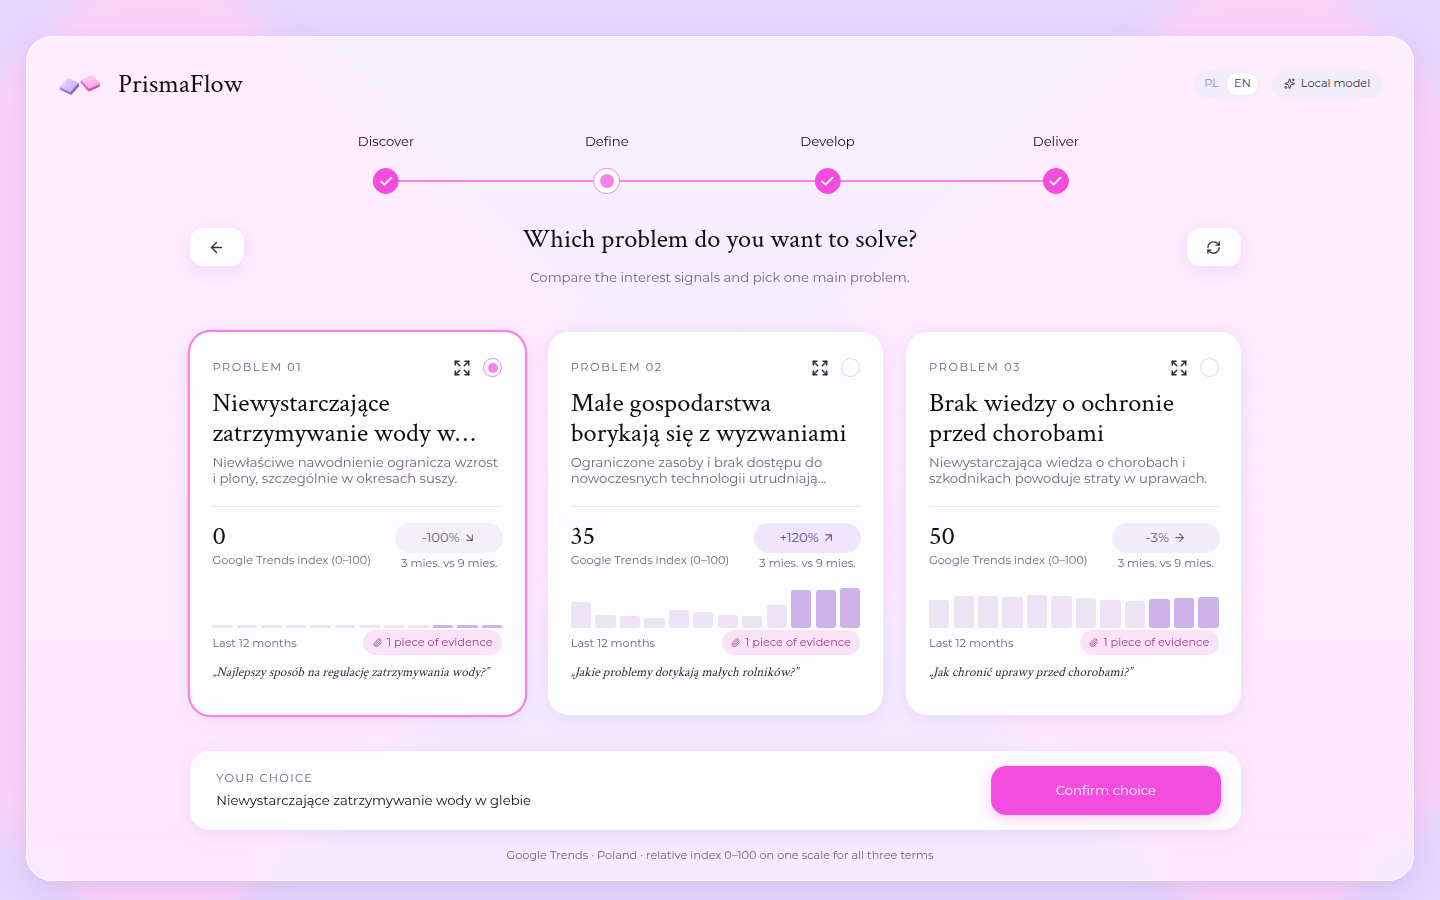 PrismaFlow
PL EN
Local model
Discover
Define
Develop
Deliver
Which problem do you want to solve?
Compare the interest signals and pick one main problem.
PROBLEM 01
Niewystarczające
zatrzymywanie wody w...
Niewłaściwe nawodnienie ogranicza wzrost
i plony, szczególnie w okresach suszy.
0
Google Trends index (0–100)
-100%
3 mies. vs 9 mies.
Last 12 months
1 piece of evidence
„Najlepszy sposób na regulację zatrzymywania wody?”
PROBLEM 02
Małe gospodarstwa
borykają się z wyzwaniami
Ograniczone zasoby i brak dostępu do
nowoczesnych technologii utrudniają...
35
Google Trends index (0–100)
+120%
3 mies. vs 9 mies.
Last 12 months
1 piece of evidence
„Jakie problemy dotykają małych rolników?”
PROBLEM 03
Brak wiedzy o ochronie
przed chorobami
Niewystarczająca wiedza o chorobach i
szkodnikach powoduje straty w uprawach.
50
Google Trends index (0–100)
-3%
3 mies. vs 9 mies.
Last 12 months
1 piece of evidence
„Jak chronić uprawy przed chorobami?”
YOUR CHOICE
Niewystarczające zatrzymywanie wody w glebie
Confirm choice
Google Trends · Poland · relative index 0–100 on one scale for all three terms